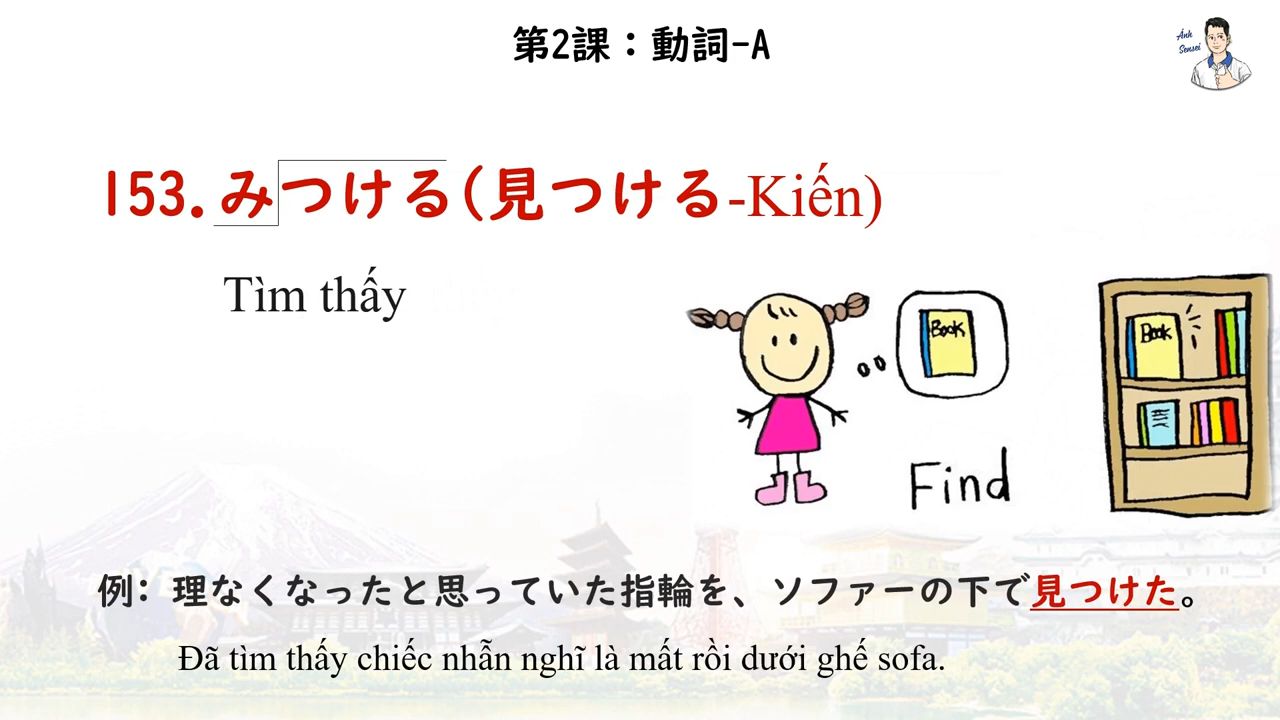 第2課：動詞-A
Ánh
Sensei
153. みつける(見つける-Kiến)
Tìm thấy
Book
Book
Find
例: 理なくなったと思っていた指輪を、ソファーの下で見つけた。
Đã tìm thấy chiếc nhẫn nghĩ là mất rồi dưới ghế sofa.